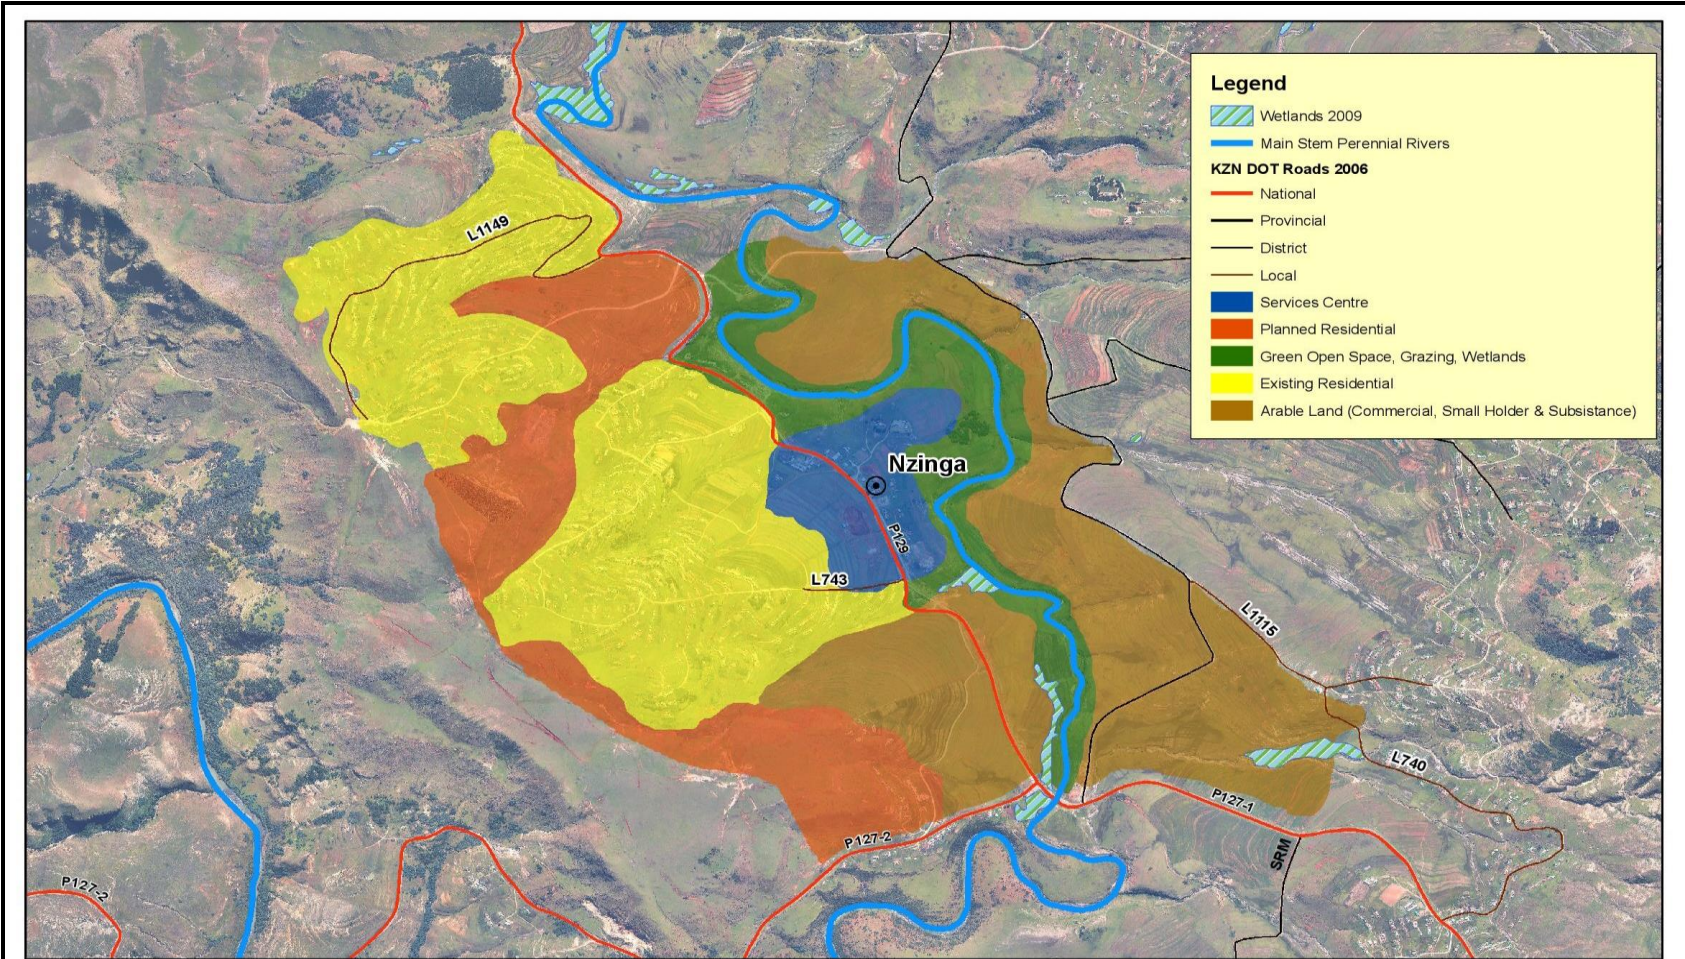 Legend
Wetlands 2009
Main Stem Perennial Rivers
KZN DOT Roads 2006
National
Provincial
District
Local
Services Centre
Planned Residential
Green Open Space, Grazing, Wetlands
Existing Residential
Arable Land (Commercial, Small Holder & Subsistance)
L1149
Nzinga
P129
L743
L1115
L740
P127-1
P127-2
SRM
P127-2